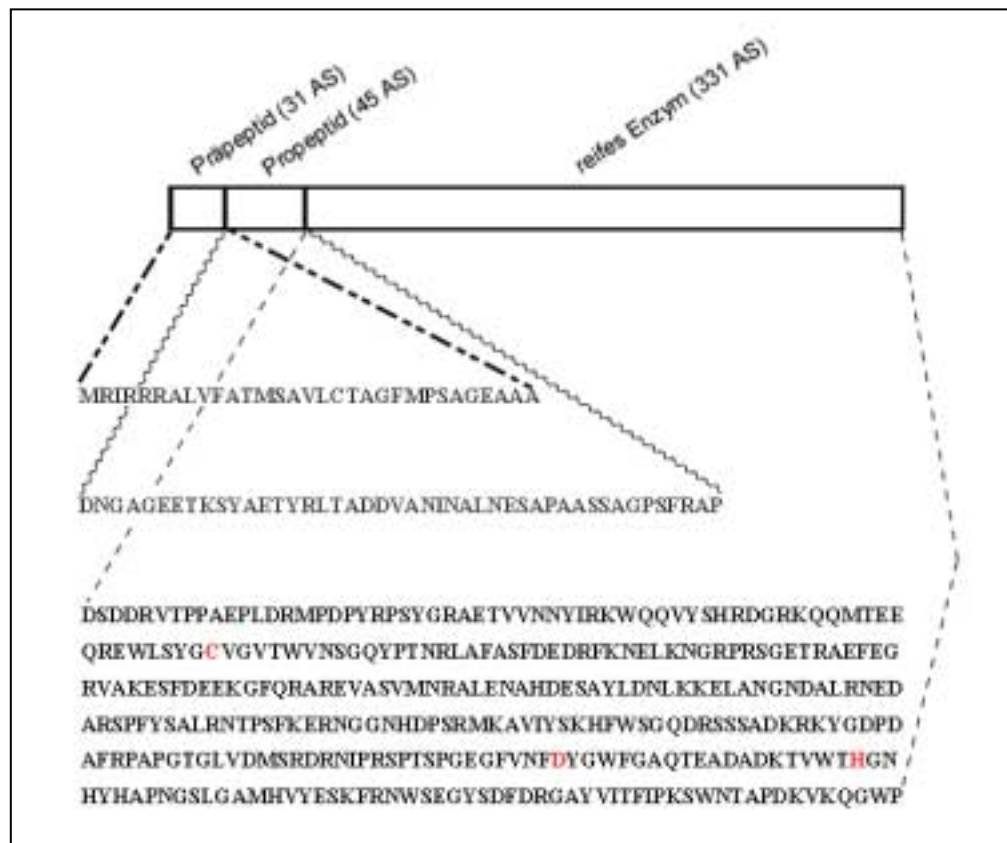 Präpeptid (31 AS)
Propeptid (45 AS)
reifes Enzym (331 AS)
MRIRRRALVFATMSAVLCTAGFMPSAGEAAA
DNGAGEETKSYAETYRLTADDVANINALNESAPAASSAGPSFRAP
DSDDRVTPPAEPLDRMPDPYRPSYGRAETVVNNYIRKWQQVYSHRDGRKQQMTEE
QREWLSYGCVGVTWVNSGQYPTNRLAFASFDEDRFKNELKNGRPRSGETRAEFEG
RVAKESFDEEKGFQRAREVASVMNRALENAHDESAYLDNLKKELANGNDALRNED
ARSPFYSALRNTPSFKERNGGNHDPSRMKAVIYSKHFWSGQDRSSSADKRKYGDPD
AFRPAPGTGLVDMSRDRNIPRSPTSPGEGFVNFDYGWFGAQTEADADKTVWTHGN
HYHAPNGSLGAMHVYESKFRNWSEGYSDFDRGAYVITFIPKSWNTAPDKVKQGWP